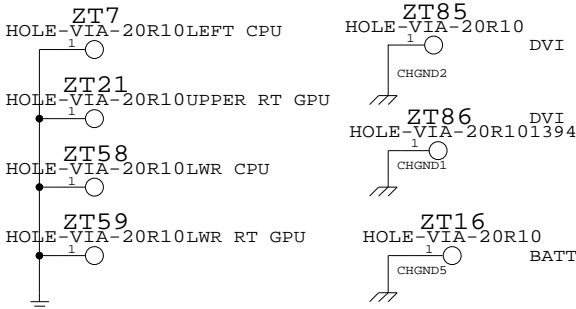 ZT7
HOLE-VIA-20R10LEFT CPU
1
ZT21
HOLE-VIA-20R10UPPER RT GPU
1
ZT58
HOLE-VIA-20R10LWR CPU
1
ZT59
HOLE-VIA-20R10LWR RT GPU
1
ZT85
HOLE-VIA-20R10
1
DVI
CHGND2
ZT86
DVI
HOLE-VIA-20R101394
1
CHGND1
ZT16
HOLE-VIA-20R10
1
BATT
CHGND5